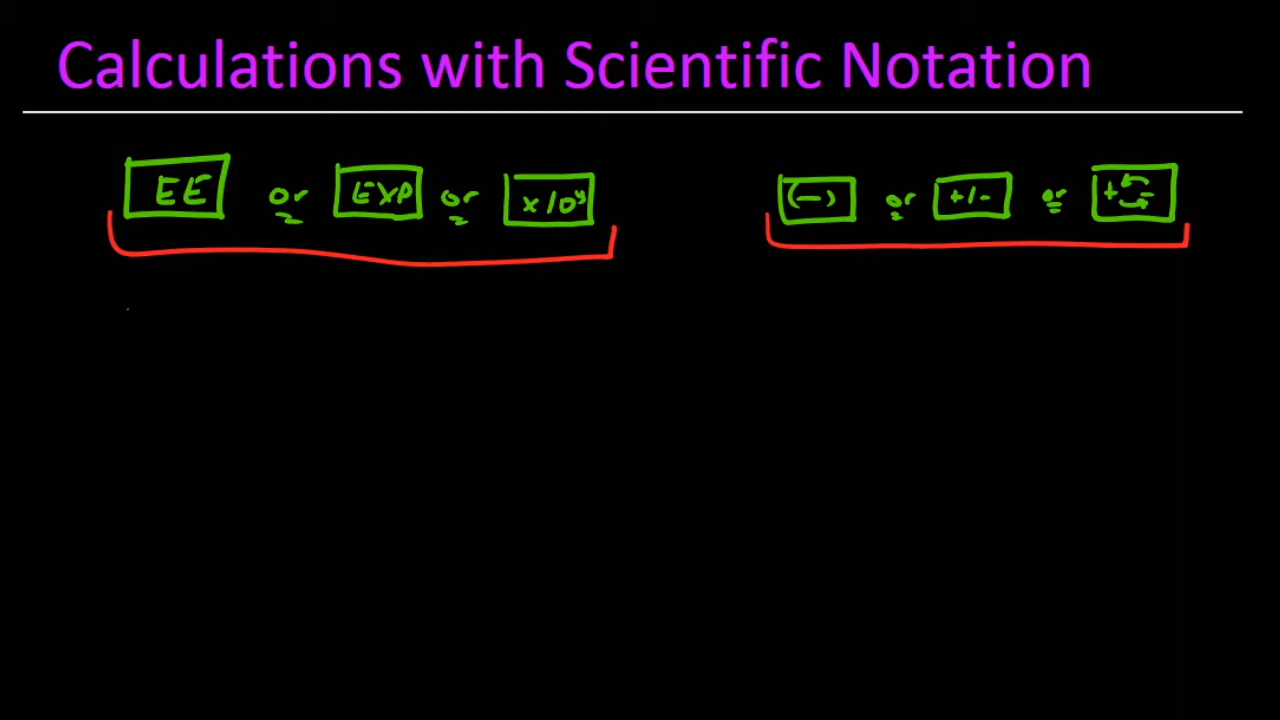 Calculations with Scientific Notation
EE or EXP or x10^y (-) or +/- or + -